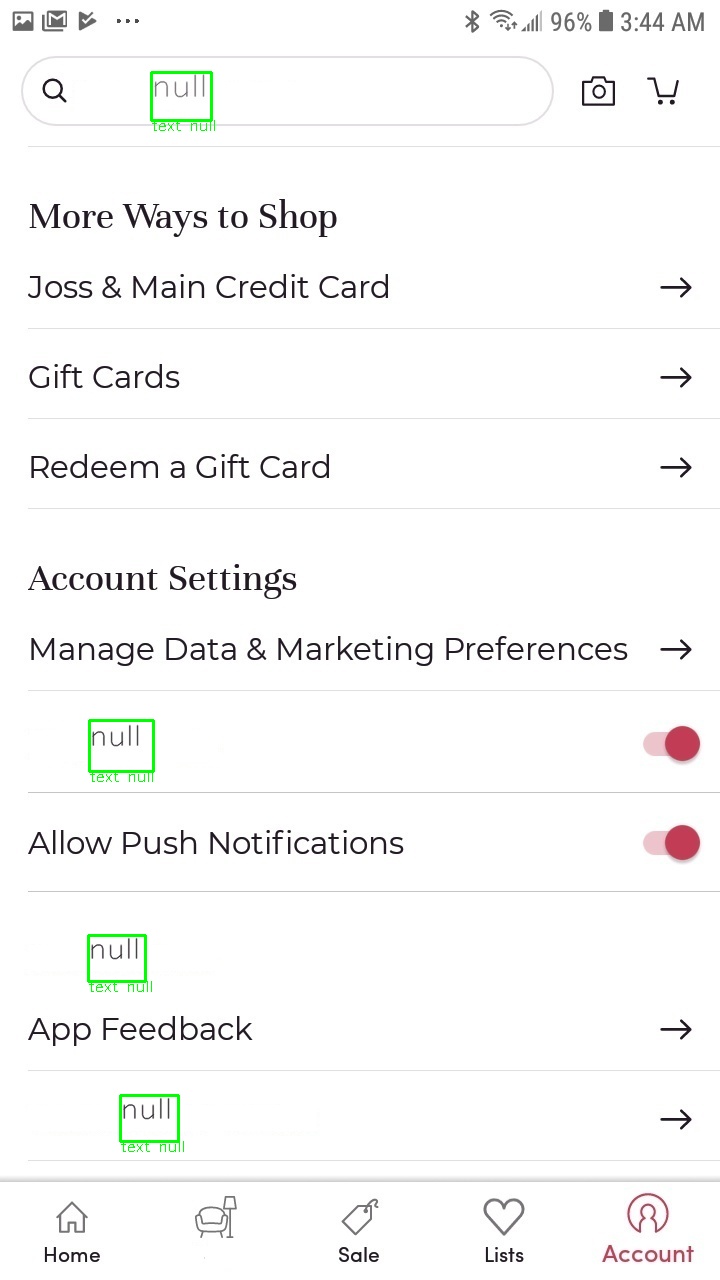 96% 3:44 AM
null
text null
More Ways to Shop
Joss & Main Credit Card
Gift Cards
Redeem a Gift Card
Account Settings
Manage Data & Marketing Preferences
null
text null
Allow Push Notifications
null
text null
App Feedback
null
text null
Home Sale Lists Account